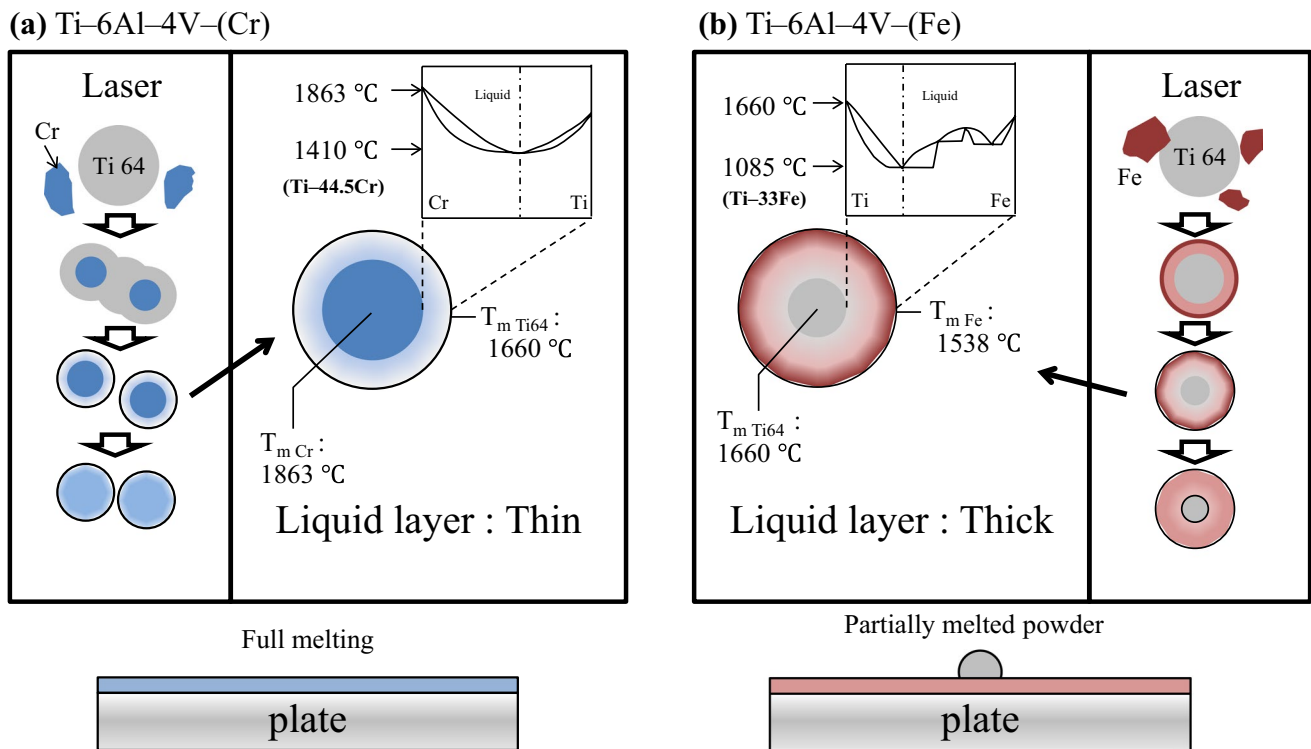 (a) Ti–6Al–4V–(Cr)
Laser
Cr
Ti 64
1863 ℃
1410 ℃
(Ti–44.5Cr)
Liquid
Cr
Ti
T m Ti64 :
1660 ℃
T m Cr :
1863 ℃
Liquid layer : Thin
Full melting
plate
(b) Ti–6Al–4V–(Fe)
1660 ℃
1085 ℃
(Ti–33Fe)
Liquid
Ti
Fe
T m Fe :
1538 ℃
T m Ti64 :
1660 ℃
Liquid layer : Thick
Laser
Ti 64
Fe
Partially melted powder
plate